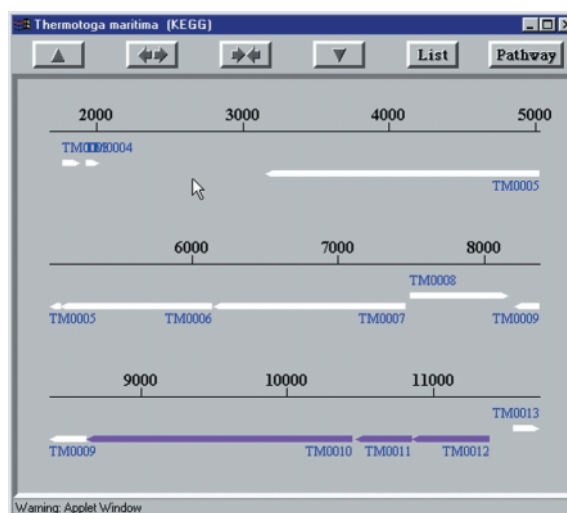 Thermotoga maritima (KEGG)
List Pathway
2000 3000 4000 5000
TM0004
TM0005
6000 7000 8000
TM0008
TM0005 TM0006 TM0007 TM0009
9000 10000 11000
TM0013
TM0009 TM0010 TM0011 TM0012
Warning: Applet Window